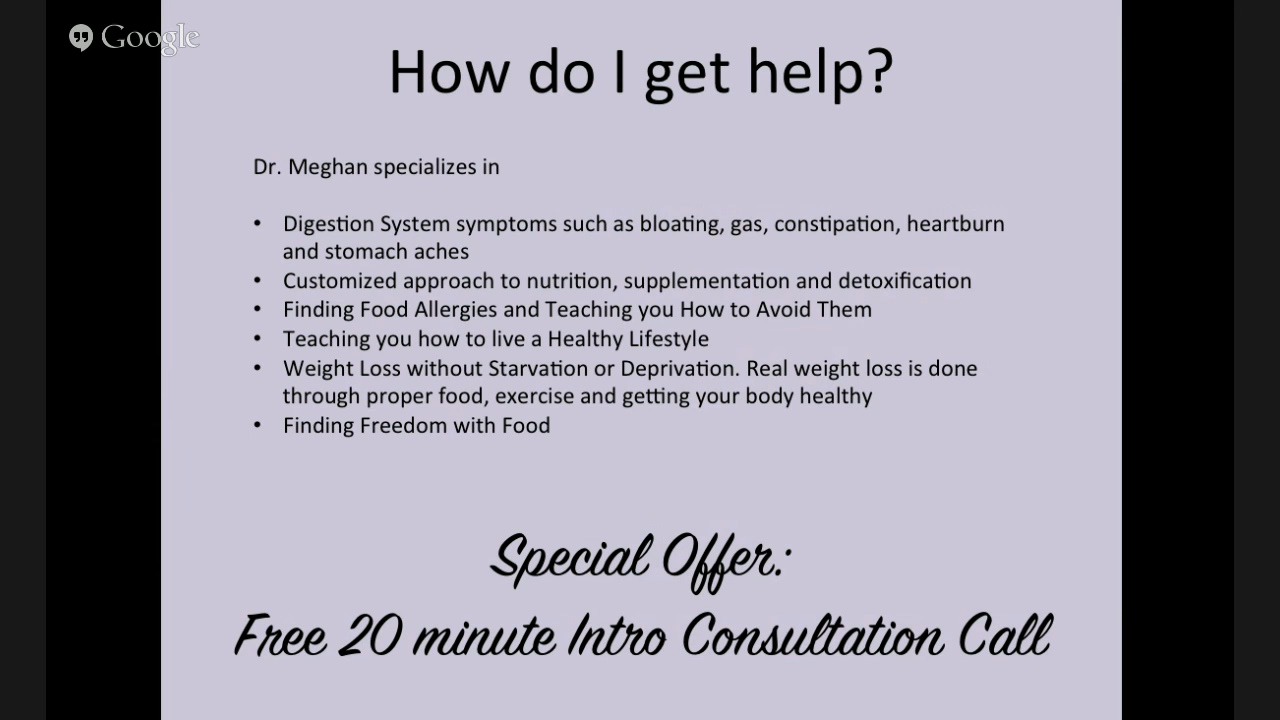 Google
How do I get help?
Dr. Meghan specializes in
• Digestion System symptoms such as bloating, gas, constipation, heartburn
and stomach aches
• Customized approach to nutrition, supplementation and detoxification
• Finding Food Allergies and Teaching you How to Avoid Them
• Teaching you how to live a Healthy Lifestyle
• Weight Loss without Starvation or Deprivation. Real weight loss is done
through proper food, exercise and getting your body healthy
• Finding Freedom with Food
Special Offer:
Free 20 minute Intro Consultation Call